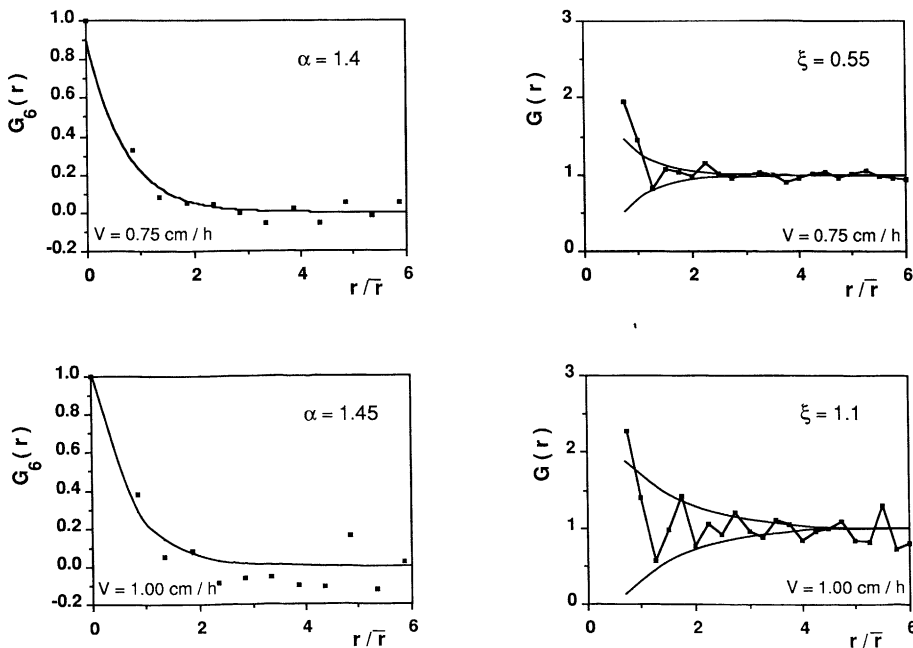 1.0
0.8
0.6
0.4
0.2
0.0
-0.2
G6(r)
α = 1.4
V = 0.75 cm / h
0 2 4 6
r / r̅
3
2
1
0
G(r)
ξ = 0.55
V = 0.75 cm / h
0 2 4 6
r / r̅
1.0
0.8
0.6
0.4
0.2
0.0
-0.2
G6(r)
α = 1.45
V = 1.00 cm / h
0 2 4 6
r / r̅
3
2
1
0
G(r)
ξ = 1.1
V = 1.00 cm / h
0 2 4 6
r / r̅